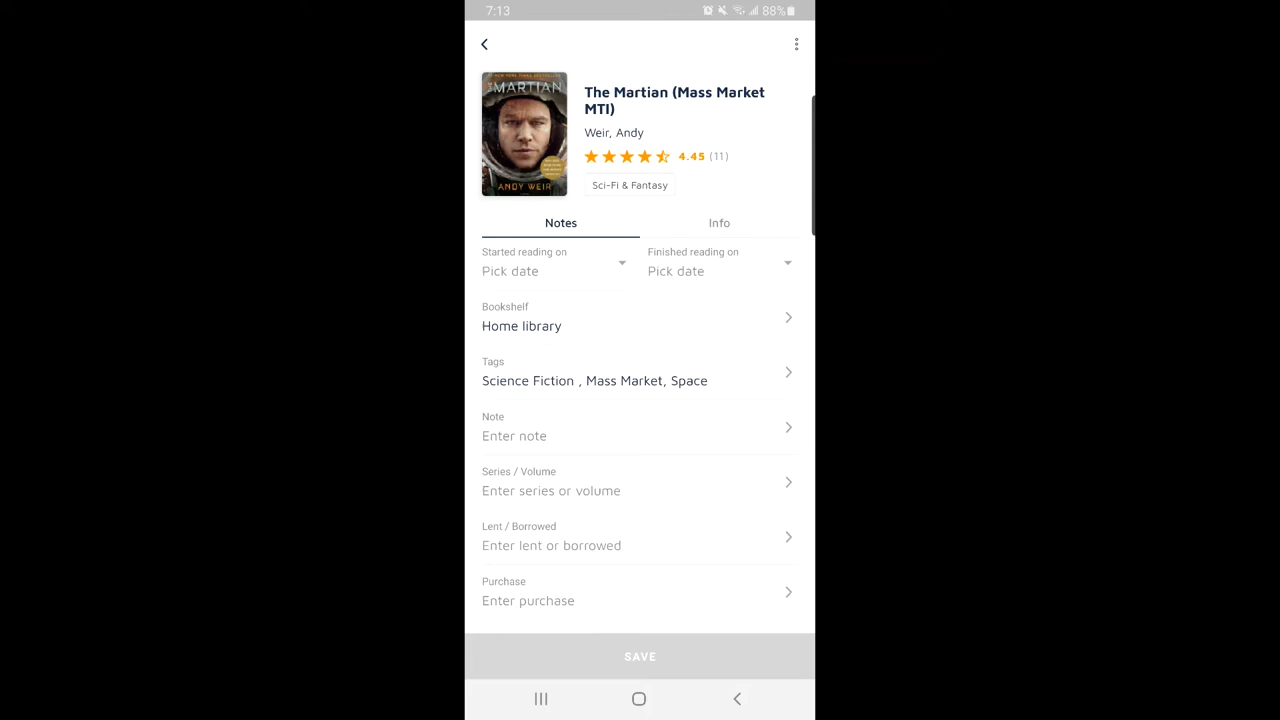 7:13
88%
MARTIAN
ANDY WEIR
The Martian (Mass Market
MTI)
Weir, Andy
4.45 (11)
Sci-Fi & Fantasy
Notes
Info
Started reading on
Pick date
Finished reading on
Pick date
Bookshelf
Home library
Tags
Science Fiction , Mass Market, Space
Note
Enter note
Series / Volume
Enter series or volume
Lent / Borrowed
Enter lent or borrowed
Purchase
Enter purchase
SAVE